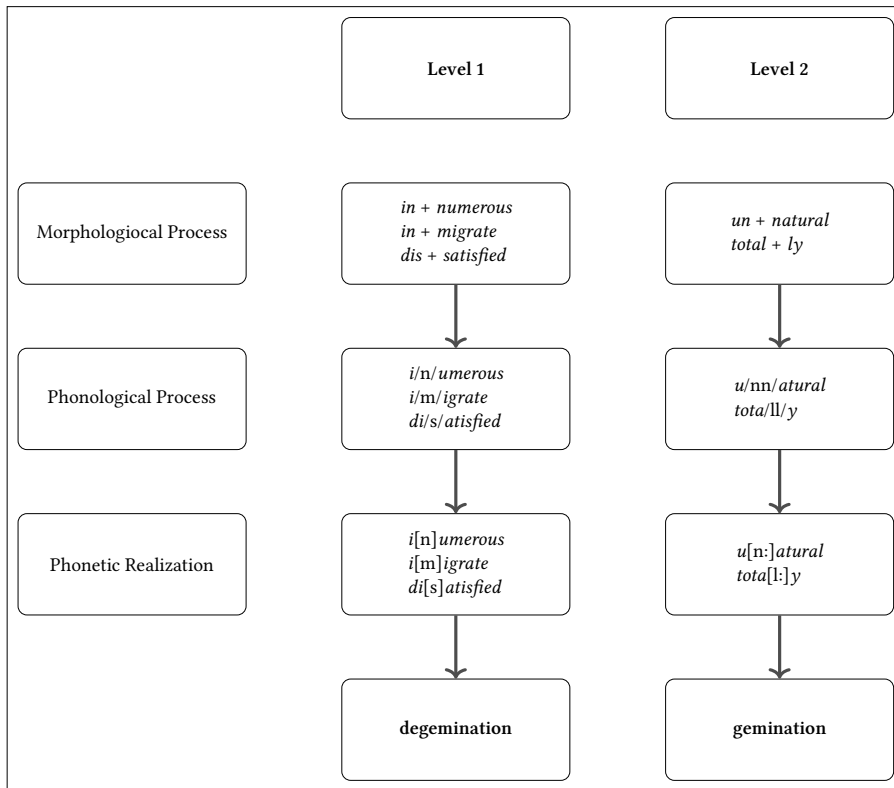 Level 1
Level 2
Morphologiocal Process
in + numerous
in + migrate
dis + satisfied
un + natural
total + ly
Phonological Process
i/n/umerous
i/m/igrate
di/s/atisfied
u/nn/atural
tota/ll/y
Phonetic Realization
i[n]umerous
i[m]igrate
di[s]atisfied
u[n:]atural
tota[l:]y
degemination
gemination